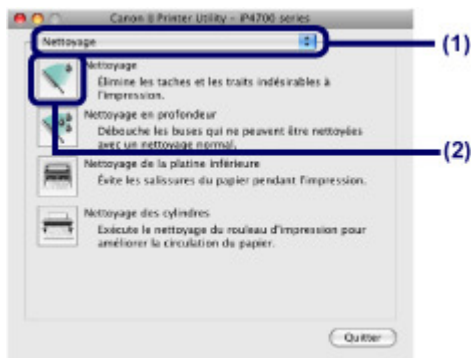 Canon IJ Printer Utility - iP4700 series
Nettoyage
(1)
Nettoyage
Élimine les taches et les traits indésirables à
l'impression.
Nettoyage en profondeur
Débouche les buses qui ne peuvent être nettoyées
avec un nettoyage normal.
(2)
Nettoyage de la platine inférieure
Évite les salissures du papier pendant l'impression.
Nettoyage des cylindres
Exécute le nettoyage du rouleau d'impression pour
améliorer la circulation du papier.
Quitter